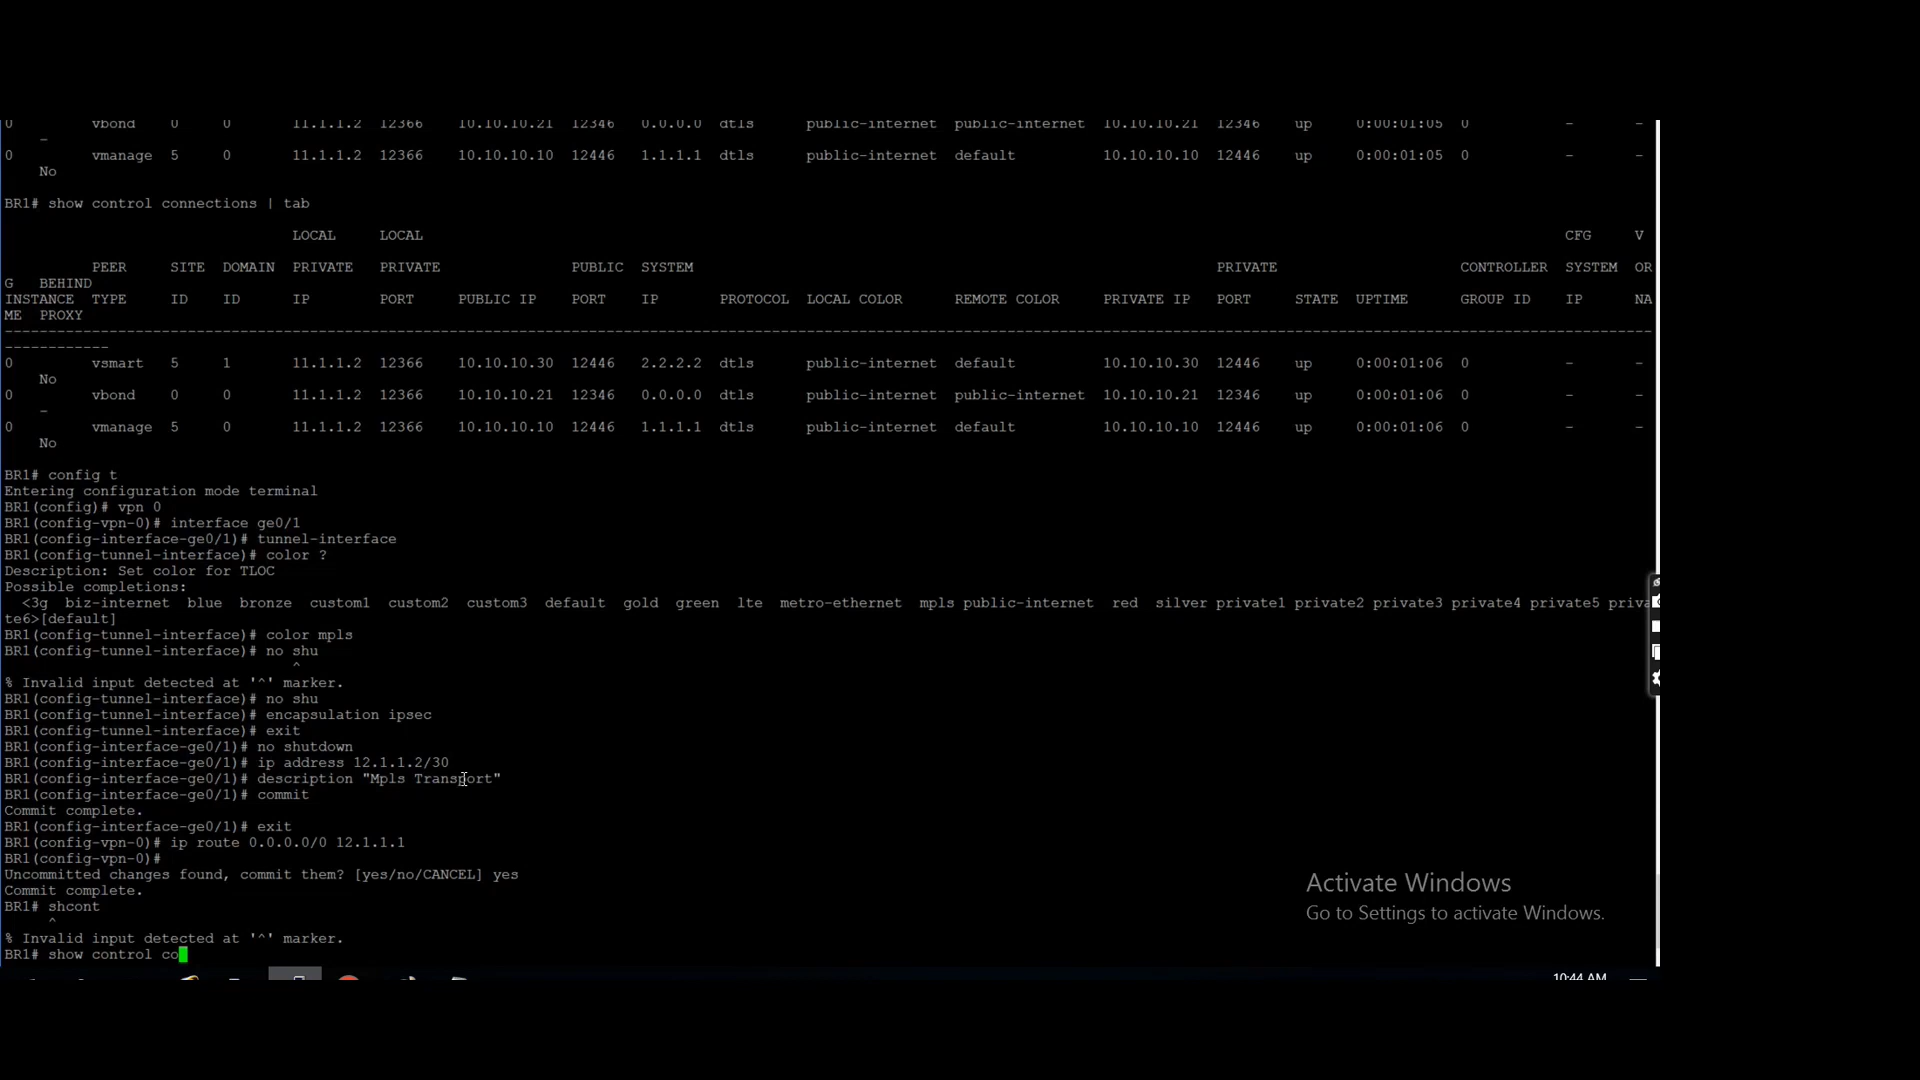 0 vbond 0 0 11.1.1.2 12366 10.10.10.21 12346 0.0.0.0 dtls public-internet public-internet 10.10.10.21 12346 up 0:00:01:05 0 - -
-
0 vmanage 5 0 11.1.1.2 12366 10.10.10.10 12446 1.1.1.1 dtls public-internet default 10.10.10.10 12446 up 0:00:01:05 0 - -
No
BR1# show control connections | tab
LOCAL LOCAL CFG V
PEER SITE DOMAIN PRIVATE PRIVATE PUBLIC SYSTEM PRIVATE CONTROLLER SYSTEM OR
G BEHIND
INSTANCE TYPE ID ID IP PORT PUBLIC IP PORT IP PROTOCOL LOCAL COLOR REMOTE COLOR PRIVATE IP PORT STATE UPTIME GROUP ID IP NA
ME PROXY
------------------------------------------------------------------------------------------------------------------------------------------------------------------------------------------
------------
0 vsmart 5 1 11.1.1.2 12366 10.10.10.30 12446 2.2.2.2 dtls public-internet default 10.10.10.30 12446 up 0:00:01:06 0 - -
No
0 vbond 0 0 11.1.1.2 12366 10.10.10.21 12346 0.0.0.0 dtls public-internet public-internet 10.10.10.21 12346 up 0:00:01:06 0 - -
-
0 vmanage 5 0 11.1.1.2 12366 10.10.10.10 12446 1.1.1.1 dtls public-internet default 10.10.10.10 12446 up 0:00:01:06 0 - -
No
BR1# config t
Entering configuration mode terminal
BR1(config)# vpn 0
BR1(config-vpn-0)# interface ge0/1
BR1(config-interface-ge0/1)# tunnel-interface
BR1(config-tunnel-interface)# color ?
Description: Set color for TLOC
Possible completions:
<3g biz-internet blue bronze custom1 custom2 custom3 default gold green lte metro-ethernet mpls public-internet red silver private1 private2 private3 private4 private5 priva
te6>[default]
BR1(config-tunnel-interface)# color mpls
BR1(config-tunnel-interface)# no shu
^
% Invalid input detected at '^' marker.
BR1(config-tunnel-interface)# no shu
BR1(config-tunnel-interface)# encapsulation ipsec
BR1(config-tunnel-interface)# exit
BR1(config-interface-ge0/1)# no shutdown
BR1(config-interface-ge0/1)# ip address 12.1.1.2/30
BR1(config-interface-ge0/1)# description "Mpls Transport"
BR1(config-interface-ge0/1)# commit
Commit complete.
BR1(config-interface-ge0/1)# exit
BR1(config-vpn-0)# ip route 0.0.0.0/0 12.1.1.1
BR1(config-vpn-0)#
Uncommitted changes found, commit them? [yes/no/CANCEL] yes
Commit complete.
BR1# shcont
^
% Invalid input detected at '^' marker.
BR1# show control co
Activate Windows
Go to Settings to activate Windows.
10:44 AM